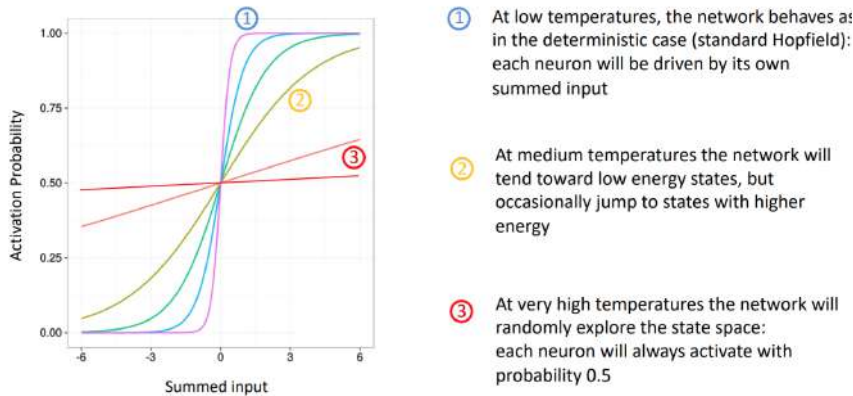 1.00
0.75
0.50
0.25
0.00
-6
-3
0
3
6
Activation Probability
Summed input
1
2
3
1
At low temperatures, the network behaves as
in the deterministic case (standard Hopfield):
each neuron will be driven by its own
summed input
2
At medium temperatures the network will
tend toward low energy states, but
occasionally jump to states with higher
energy
3
At very high temperatures the network will
randomly explore the state space:
each neuron will always activate with
probability 0.5